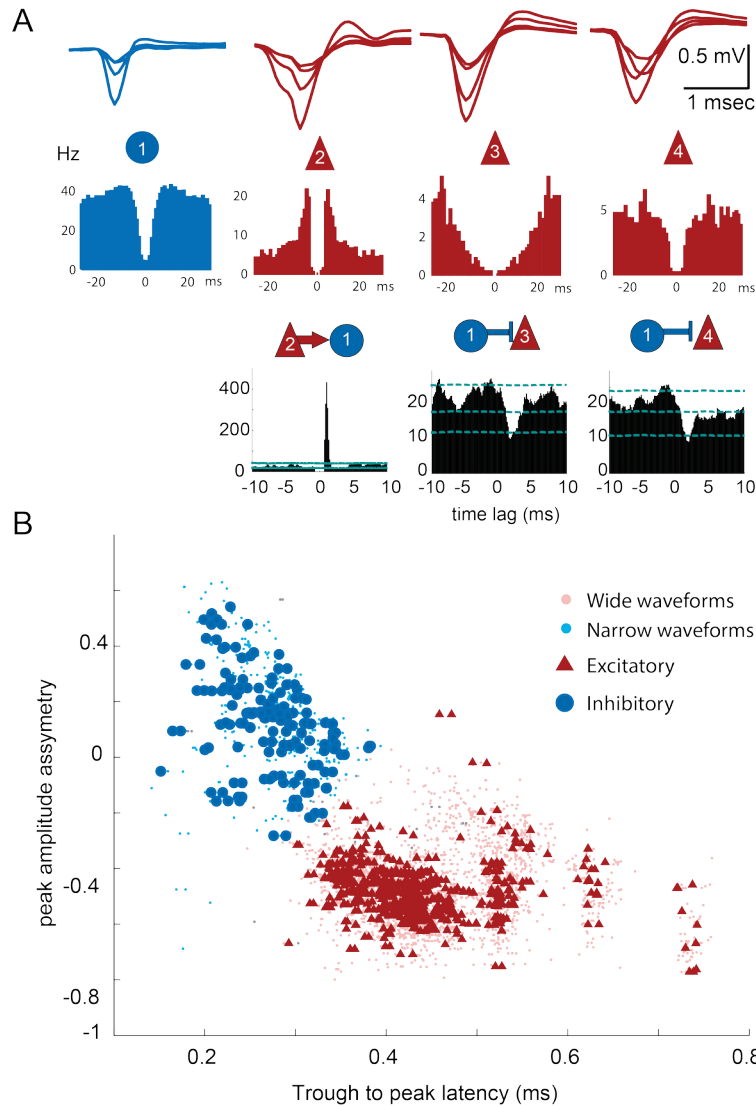 A
0.5 mV
1 msec
Hz
1
2
3
4
40
20
0
-20 0 20 ms
20
10
0
-20 0 20 ms
4
2
0
-20 0 20 ms
5
0
-20 0 20 ms
2 1
1 3
1 4
400
200
0
-10 -5 0 5 10
20
10
0
-10 -5 0 5 10
20
10
0
-10 -5 0 5 10
time lag (ms)
B
Wide waveforms
Narrow waveforms
Excitatory
Inhibitory
peak amplitude assymetry
0.4
0
-0.4
-0.8
-1
0.2 0.4 0.6 0.8
Trough to peak latency (ms)